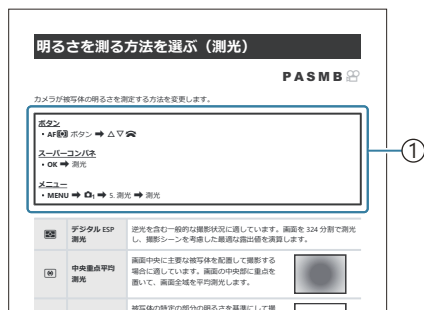 明るさを測る方法を選ぶ（測光）
PASMB
カメラが被写体の明るさを測定する方法を変更します。
ボタン
• AF ボタン ➡ △▽
スーパーコンパネ
• OK ➡ 測光
メニュー
• MENU ➡ 1 ➡ 5. 測光 ➡ 測光
①
デジタル ESP
測光
逆光を含む一般的な撮影状況に適しています。画面を 324 分割で測光
し、撮影シーンを考慮した最適な露出値を演算します。
中央重点平均
測光
画面中央に主要な被写体を配置して撮影する
場合に適しています。画面の中央部に重点を
置いて、画面全域を平均測光します。
被写体の特定の部分の明るさを基準にして撮